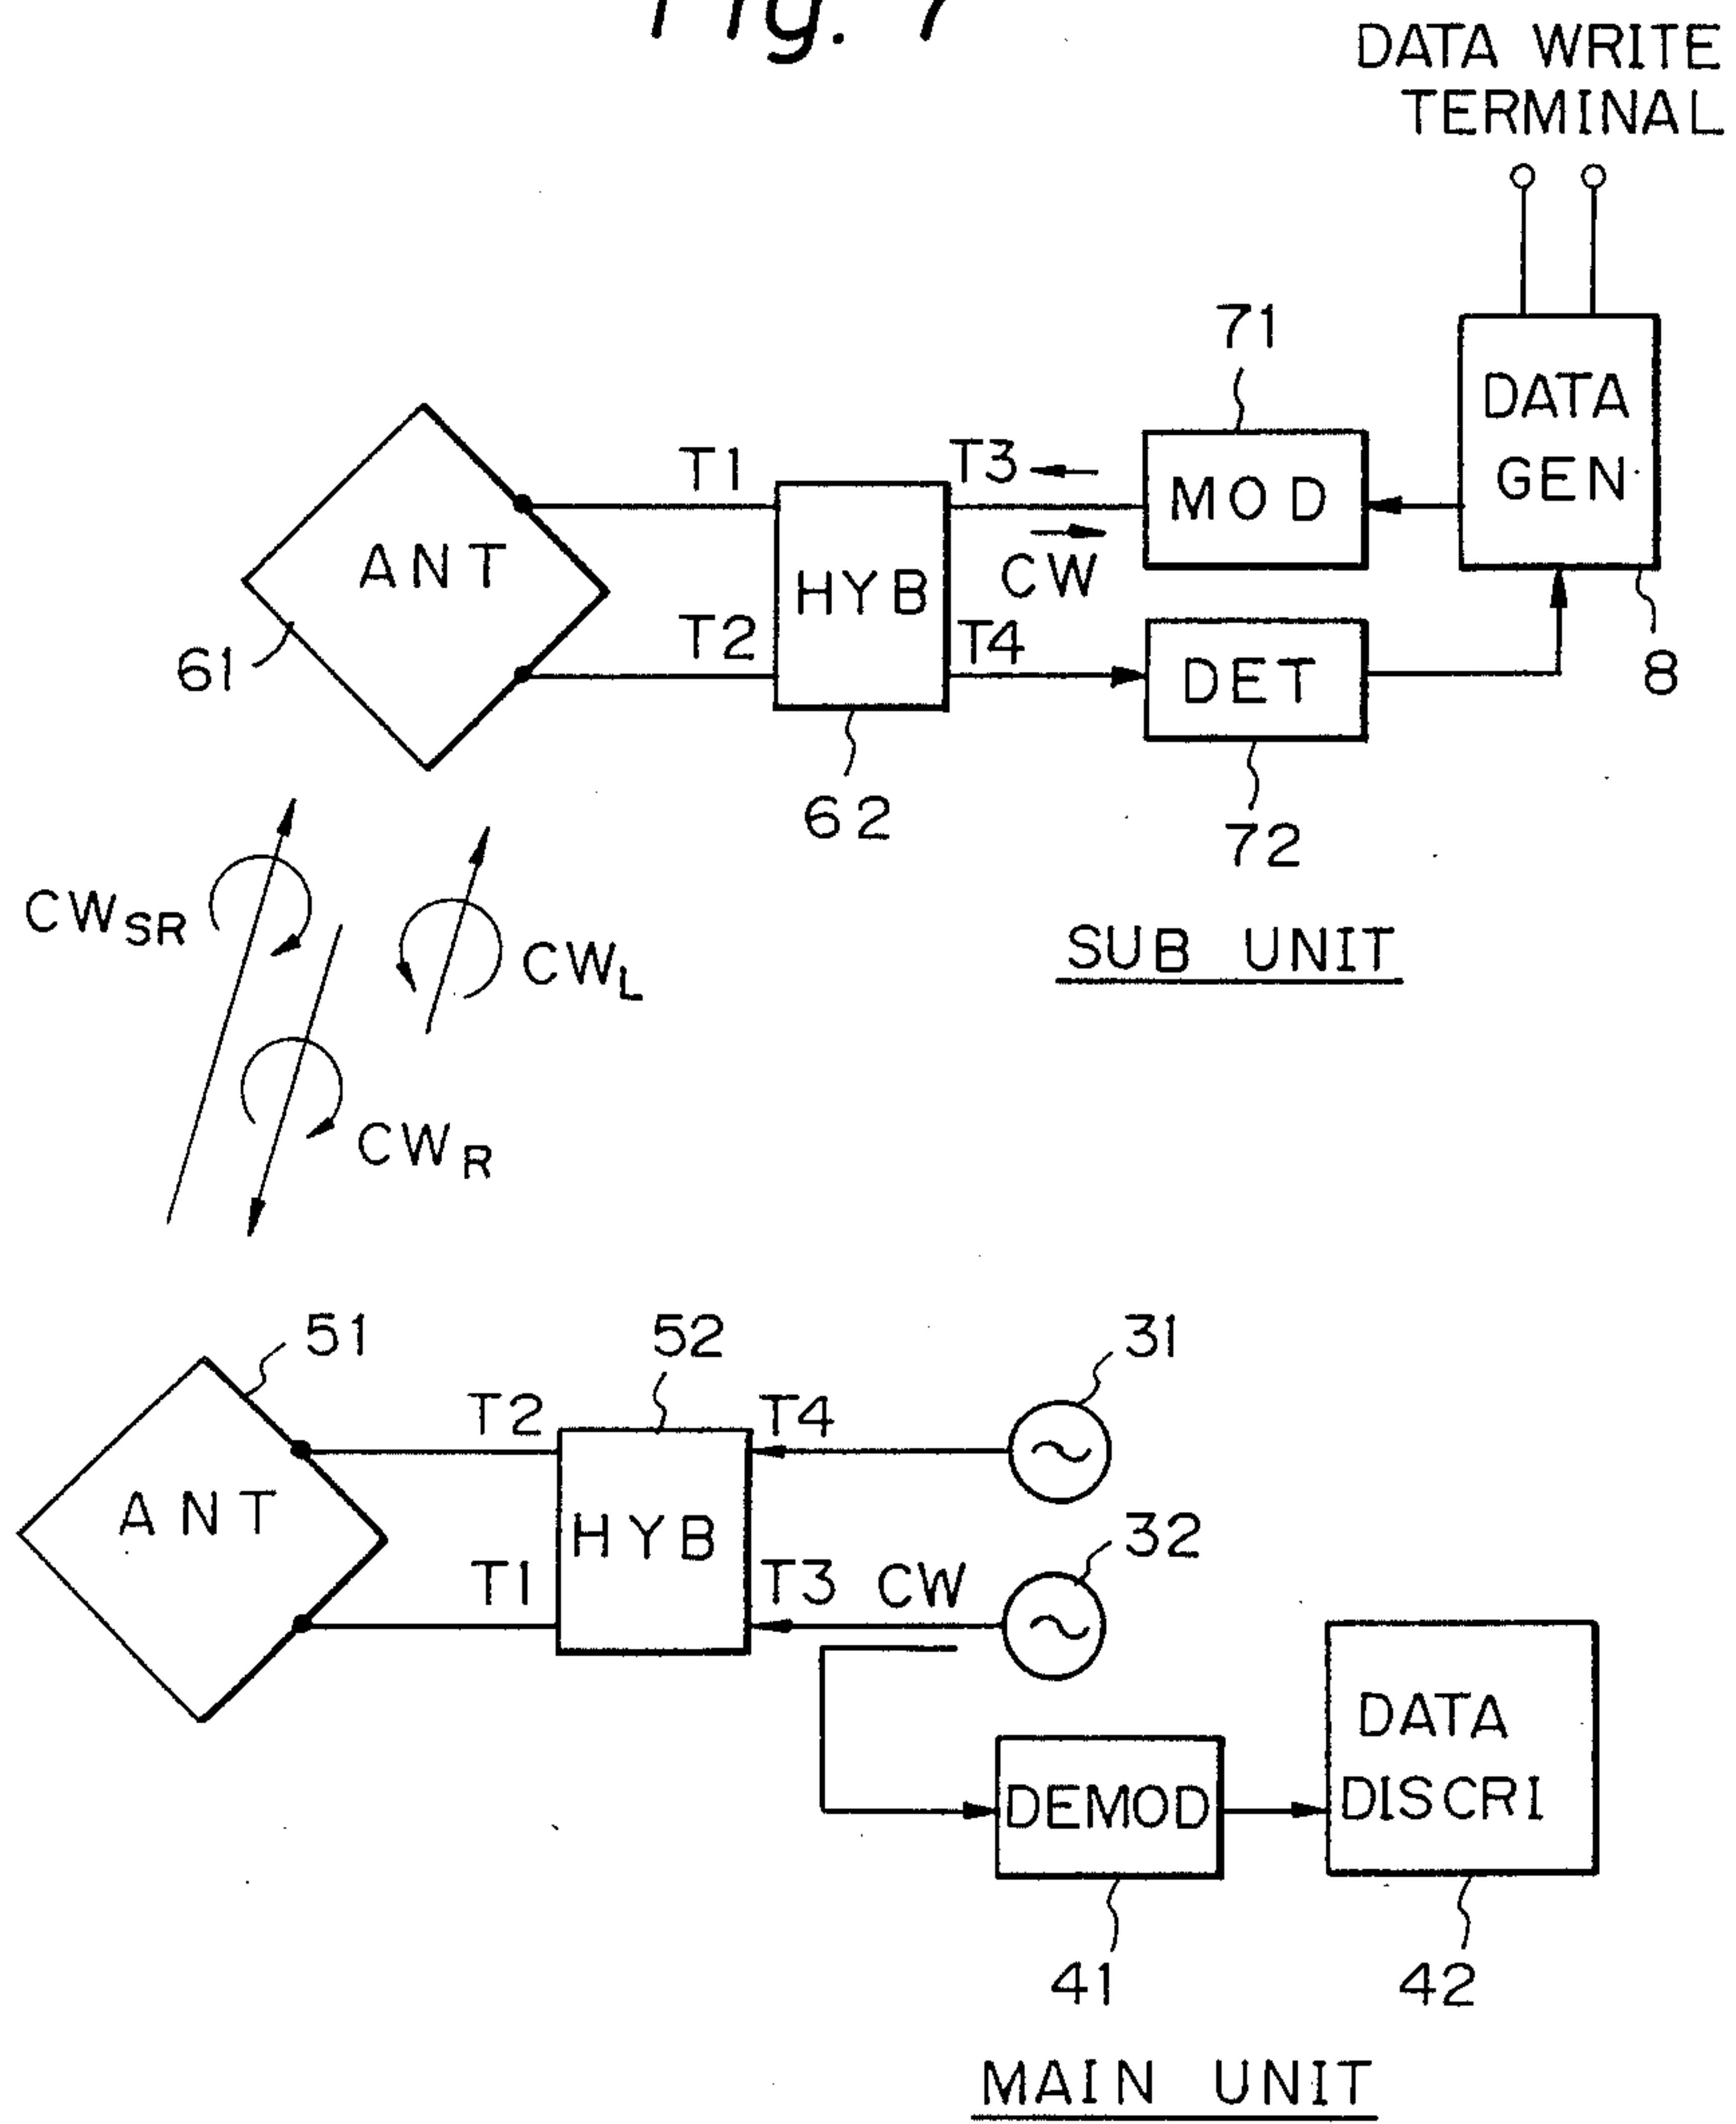 Fig. 7
DATA WRITE
TERMINAL
71
DATA
GEN
T1
T3
MOD
ANT
HYB
CW
T2
T4
DET
61
8
62
72
CWSR
CWL
SUB UNIT
CWR
51
52
31
T2
T4
ANT
HYB
32
T1
T3
CW
DATA
DISCRI
DEMOD
41
42
MAIN UNIT